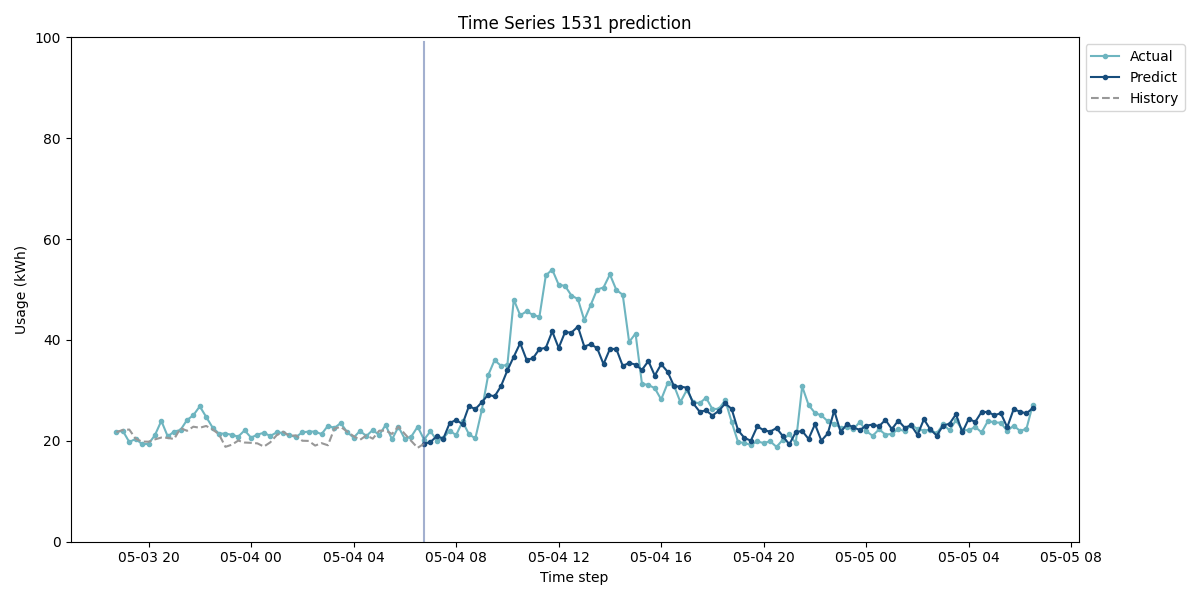 Time Series 1531 prediction
100
80
60
40
20
0
Usage (kWh)
05-03 20
05-04 00
05-04 04
05-04 08
05-04 12
05-04 16
05-04 20
05-05 00
05-05 04
05-05 08
Time step
Actual
Predict
History